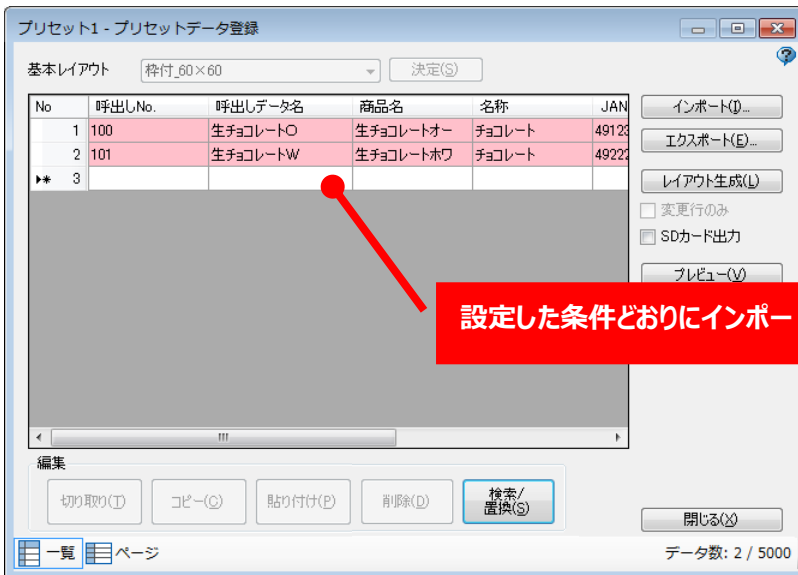 プリセット1 - プリセットデータ登録
基本レイアウト 枠付_60×60 決定(S)
No 呼出しNo. 呼出しデータ名 商品名 名称 JAN
1 100 生チョコレートO 生チョコレートオー チョコレート 49123
2 101 生チョコレートW 生チョコレートホワ チョコレート 49222
3
インポート(I)...
エクスポート(E)...
レイアウト生成(L)
変更行のみ
SDカード出力
プレビュー(V)
設定した条件どおりにインポー
編集
切り取り(T) コピー(C) 貼り付け(P) 削除(D) 検索/
置換(S)
閉じる(X)
一覧 ページ データ数: 2 / 5000